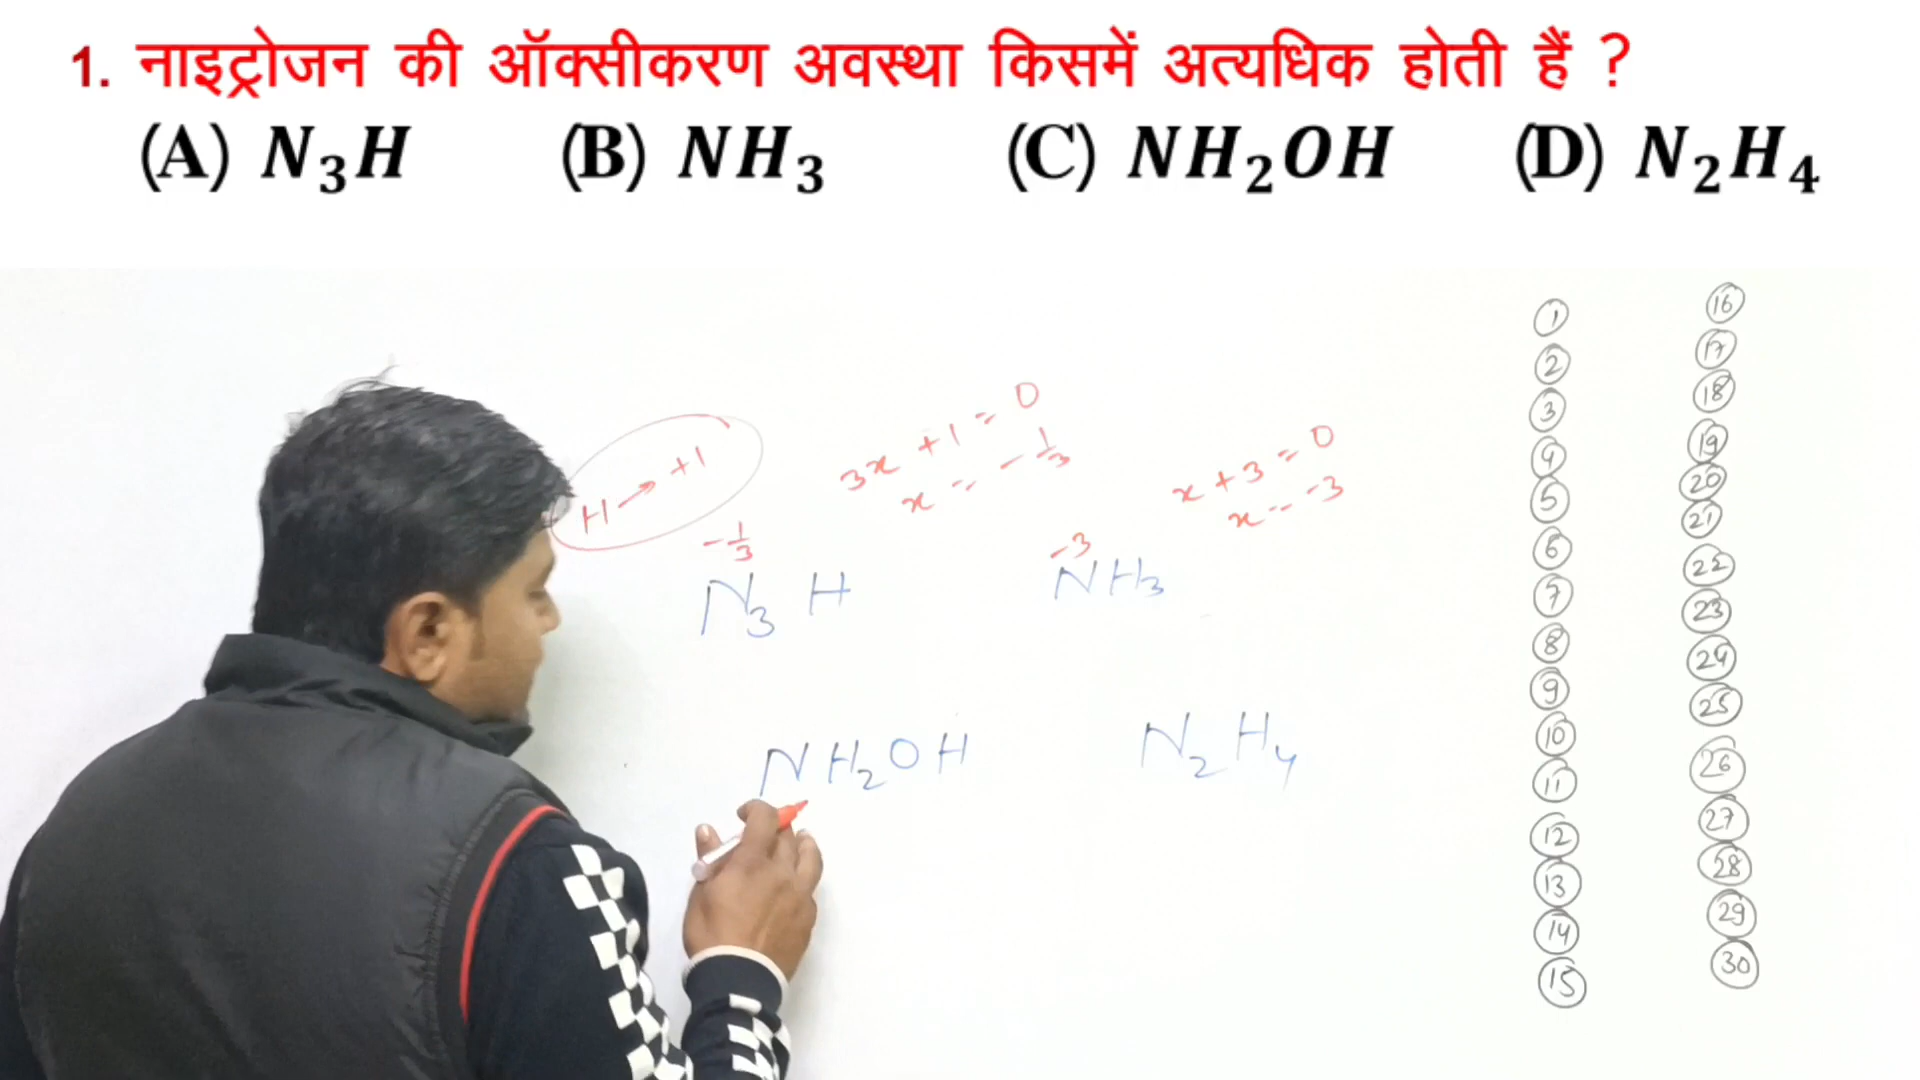 1. नाइट्रोजन की ऑक्सीकरण अवस्था किसमें अत्यधिक होती हैं ?
(A) N₃H (B) NH₃ (C) NH₂OH (D) N₂H₄
H → +1
3x + 1 = 0
x = - 1/3
x + 3 = 0
x = -3
-1/3
N₃ H
-3
NH₃
NH₂OH
N₂H₄
1
2
3
4
5
6
7
8
9
10
11
12
13
14
15
16
17
18
19
20
21
22
23
24
25
26
27
28
29
30